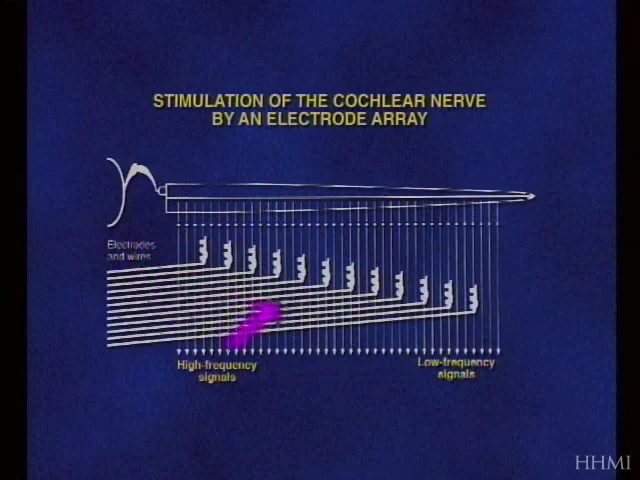 STIMULATION OF THE COCHLEAR NERVE
BY AN ELECTRODE ARRAY
Electrodes
and wires
High-frequency
signals
Low-frequency
signals
HHMI